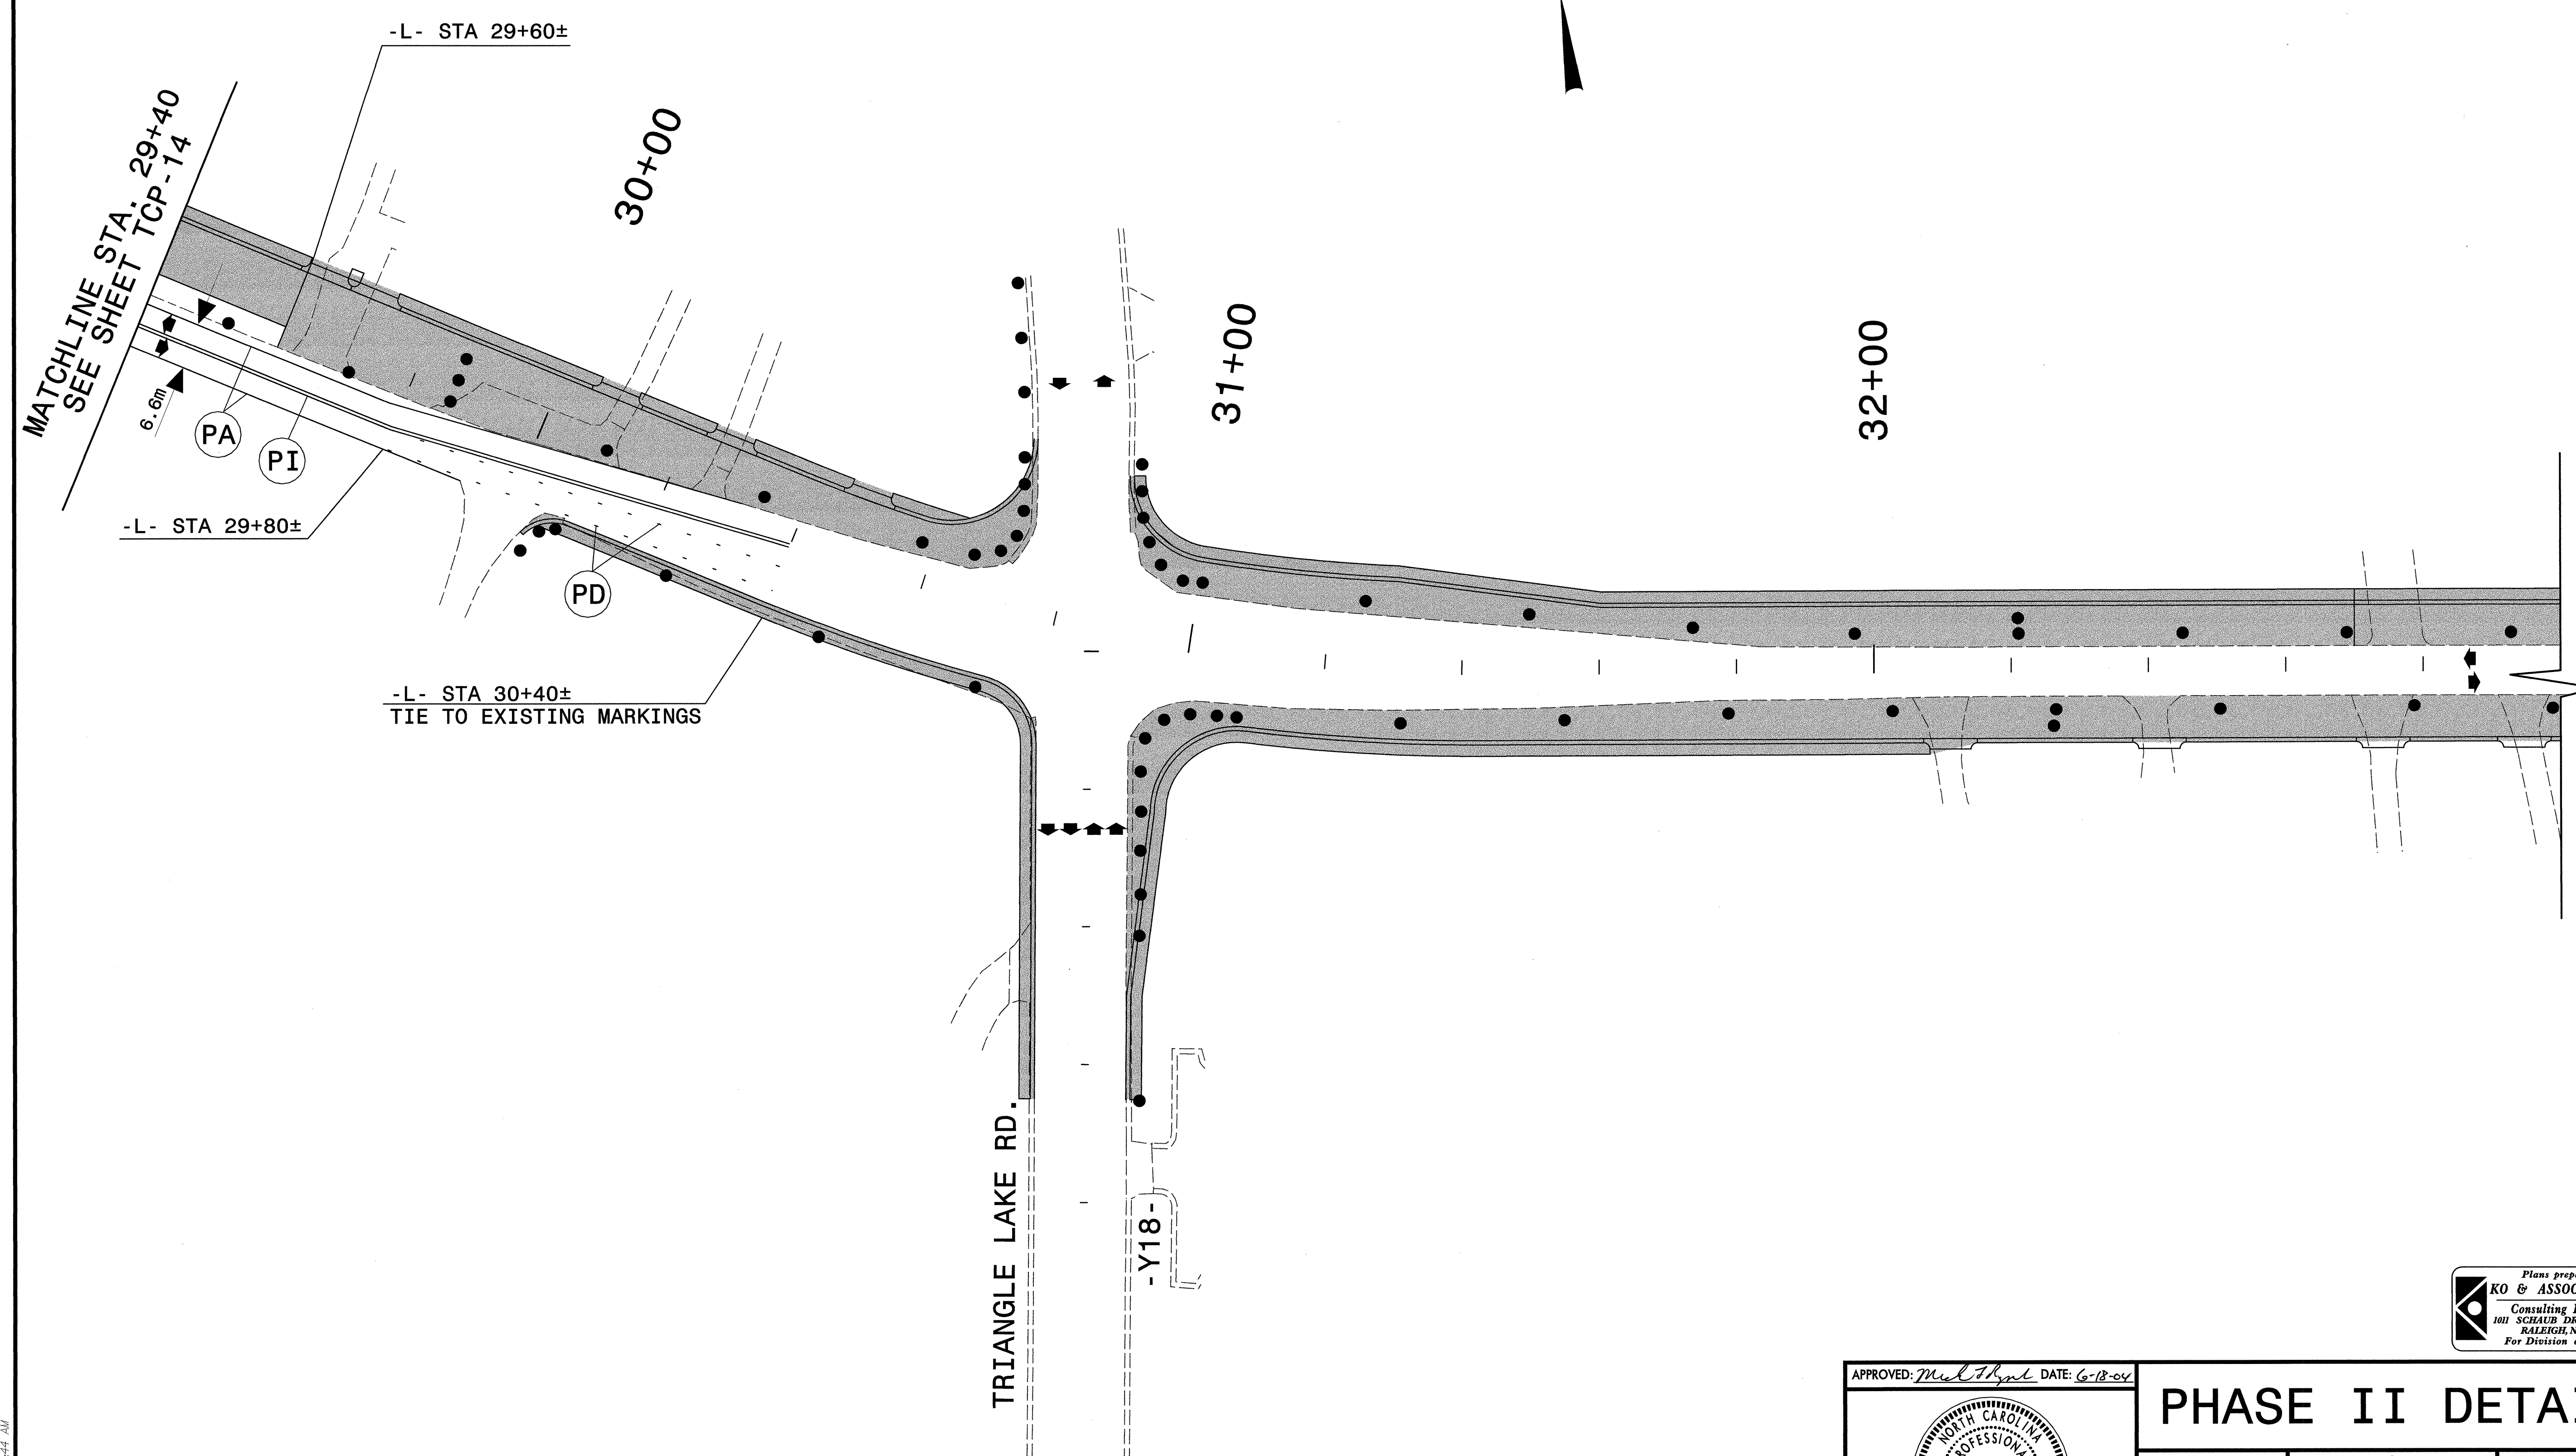 -L- STA 29+60±
MATCHLINE STA. 29+40
SEE SHEET TCP-14
30+00
31+00
32+00
6.6m
PA
PI
-L- STA 29+80±
PD
-L- STA 30+40±
TIE TO EXISTING MARKINGS
TRIANGLE LAKE RD.
-Y18-
Plans prep
KO & ASSOC
Consulting
1011 SCHAUB DR
RALEIGH, N
For Division
APPROVED: DATE: 6-18-04
NORTH CAROLINA
PROFESSIONA
PHASE II DETAI
44 AM